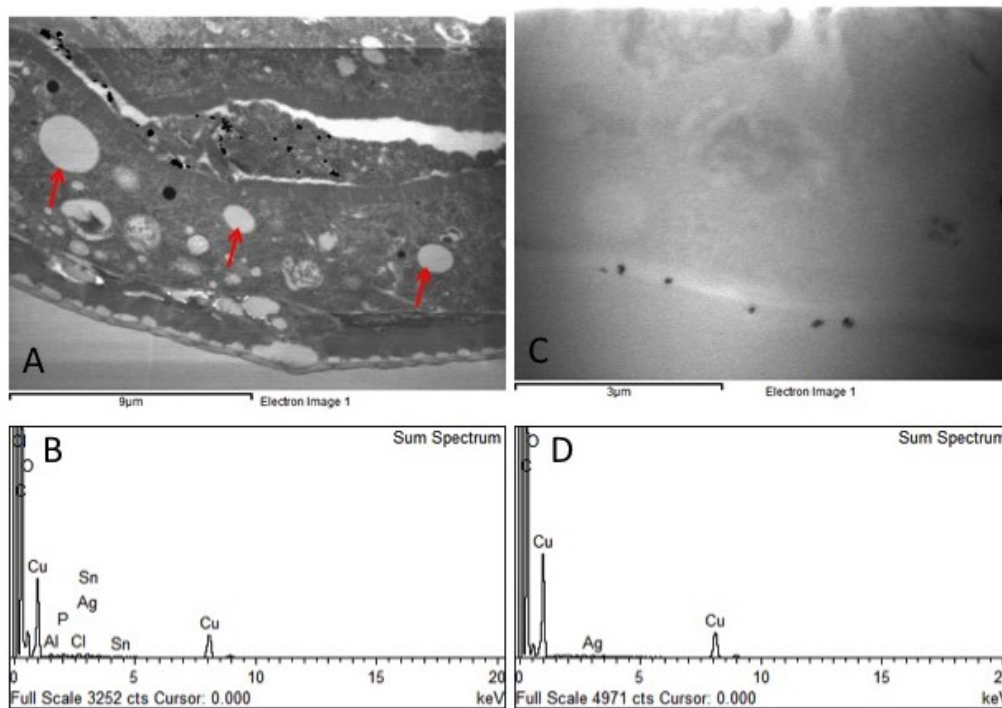 A
9µm
Electron Image 1
C
3µm
Electron Image 1
B
Sum Spectrum
O
C
Cu
Sn
Ag
P
Al
Cl
Sn
Cu
0
5
10
15
20
Full Scale 3252 cts Cursor: 0.000
keV
D
Sum Spectrum
O
C
Cu
Ag
Cu
0
5
10
15
20
Full Scale 4971 cts Cursor: 0.000
keV